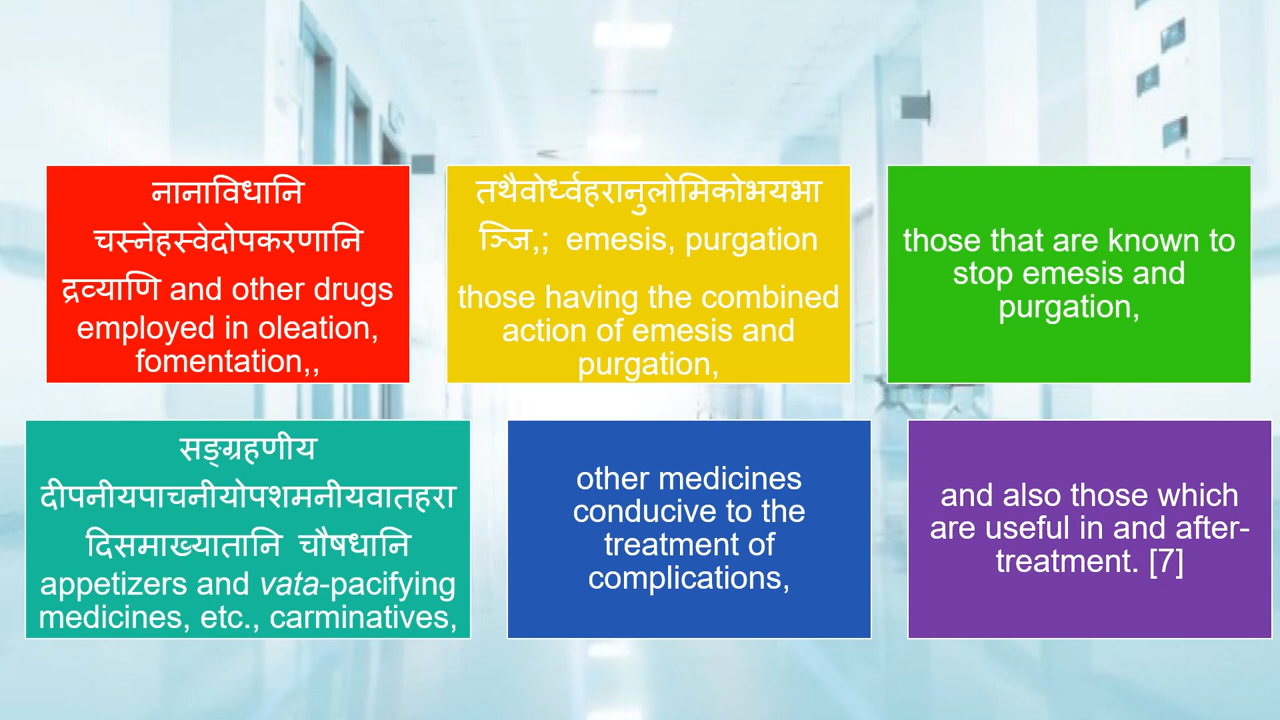 नानाविधानि
चस्नेहस्वेदोपकरणानि
द्रव्याणि and other drugs
employed in oleation,
fomentation,,
तथैवोर्ध्वहरानुलोमिकोभयभा
ञ्जि,; emesis, purgation
those having the combined
action of emesis and
purgation,
those that are known to
stop emesis and
purgation,
सङ्ग्रहणीय
दीपनीयपाचनीयोपशमनीयवातहरा
दिसमाख्यातानि चौषधानि
appetizers and vata-pacifying
medicines, etc., carminatives,
other medicines
conducive to the
treatment of
complications,
and also those which
are useful in and after-
treatment. [7]